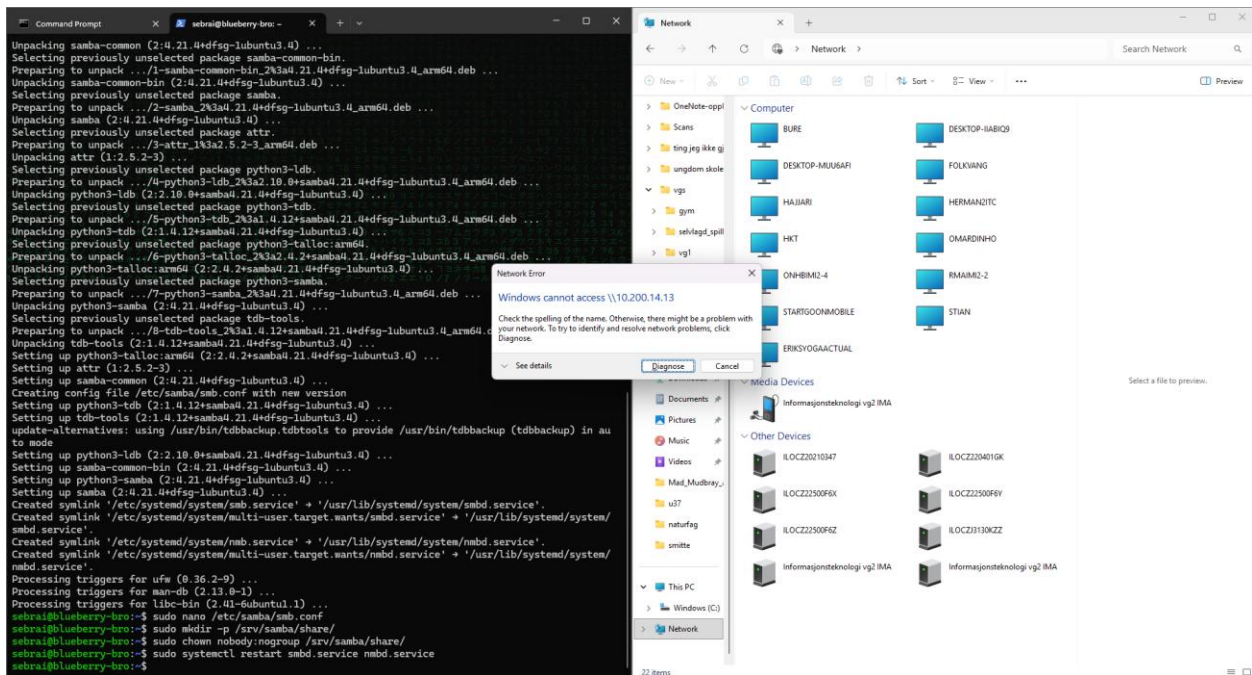 Command Prompt
sebrai@blueberry-bro: ~
Unpacking samba-common (2:4.21.4+dfsg-1ubuntu3.4) ...
Selecting previously unselected package samba-common-bin.
Preparing to unpack .../1-samba-common-bin_2%3a4.21.4+dfsg-1ubuntu3.4_arm64.deb ...
Unpacking samba-common-bin (2:4.21.4+dfsg-1ubuntu3.4) ...
Selecting previously unselected package samba.
Preparing to unpack .../2-samba_2%3a4.21.4+dfsg-1ubuntu3.4_arm64.deb ...
Unpacking samba (2:4.21.4+dfsg-1ubuntu3.4) ...
Selecting previously unselected package attr.
Preparing to unpack .../3-attr_1%3a2.5.2-3_arm64.deb ...
Unpacking attr (1:2.5.2-3) ...
Selecting previously unselected package python3-ldb.
Preparing to unpack .../4-python3-ldb_2%3a2.10.0+samba4.21.4+dfsg-1ubuntu3.4_arm64.deb ...
Unpacking python3-ldb (2:2.10.0+samba4.21.4+dfsg-1ubuntu3.4) ...
Selecting previously unselected package python3-tdb.
Preparing to unpack .../5-python3-tdb_2%3a1.4.12+samba4.21.4+dfsg-1ubuntu3.4_arm64.deb ...
Unpacking python3-tdb (2:1.4.12+samba4.21.4+dfsg-1ubuntu3.4) ...
Selecting previously unselected package python3-talloc:arm64.
Preparing to unpack .../6-python3-talloc_2%3a2.4.2+samba4.21.4+dfsg-1ubuntu3.4_arm64.deb ...
Unpacking python3-talloc:arm64 (2:2.4.2+samba4.21.4+dfsg-1ubuntu3.4) ...
Selecting previously unselected package python3-samba.
Preparing to unpack .../7-python3-samba_2%3a4.21.4+dfsg-1ubuntu3.4_arm64.deb ...
Unpacking python3-samba (2:4.21.4+dfsg-1ubuntu3.4) ...
Selecting previously unselected package tdb-tools.
Preparing to unpack .../8-tdb-tools_2%3a1.4.12+samba4.21.4+dfsg-1ubuntu3.4_arm64.d
Unpacking tdb-tools (2:1.4.12+samba4.21.4+dfsg-1ubuntu3.4) ...
Setting up python3-talloc:arm64 (2:2.4.2+samba4.21.4+dfsg-1ubuntu3.4) ...
Setting up attr (1:2.5.2-3) ...
Setting up samba-common (2:4.21.4+dfsg-1ubuntu3.4) ...
Creating config file /etc/samba/smb.conf with new version
Setting up python3-tdb (2:1.4.12+samba4.21.4+dfsg-1ubuntu3.4) ...
Setting up tdb-tools (2:1.4.12+samba4.21.4+dfsg-1ubuntu3.4) ...
update-alternatives: using /usr/bin/tdbbackup.tdbtools to provide /usr/bin/tdbbackup (tdbbackup) in au
to mode
Setting up python3-ldb (2:2.10.0+samba4.21.4+dfsg-1ubuntu3.4) ...
Setting up samba-common-bin (2:4.21.4+dfsg-1ubuntu3.4) ...
Setting up python3-samba (2:4.21.4+dfsg-1ubuntu3.4) ...
Setting up samba (2:4.21.4+dfsg-1ubuntu3.4) ...
Created symlink '/etc/systemd/system/smb.service' → '/usr/lib/systemd/system/smbd.service'.
Created symlink '/etc/systemd/system/multi-user.target.wants/smbd.service' → '/usr/lib/systemd/system/
smbd.service'.
Created symlink '/etc/systemd/system/nmb.service' → '/usr/lib/systemd/system/nmbd.service'.
Created symlink '/etc/systemd/system/multi-user.target.wants/nmbd.service' → '/usr/lib/systemd/system/
nmbd.service'.
Processing triggers for ufw (0.36.2-9) ...
Processing triggers for man-db (2.13.0-1) ...
Processing triggers for libc-bin (2.41-6ubuntu1.1) ...
sebrai@blueberry-bro:~$ sudo nano /etc/samba/smb.conf
sebrai@blueberry-bro:~$ sudo mkdir -p /srv/samba/share/
sebrai@blueberry-bro:~$ sudo chown nobody:nogroup /srv/samba/share/
sebrai@blueberry-bro:~$ sudo systemctl restart smbd.service nmbd.service
sebrai@blueberry-bro:~$
Network Error
Windows cannot access \\10.200.14.13
Check the spelling of the name. Otherwise, there might be a problem with
your network. To try to identify and resolve network problems, click
Diagnose.
See details
Diagnose
Cancel
Network
Network
Search Network
New
Sort
View
Preview
OneNote-oppl
Scans
ting jeg ikke gj
ungdom skole
vgs
gym
selvlagd_spill
vg1
Documents
Pictures
Music
Videos
Mad_Mudbray_
u37
naturfag
smitte
This PC
Windows (C:)
Network
Computer
BURE
DESKTOP-IIABIQ9
DESKTOP-MUU6AFI
FOLKVANG
HAJJARI
HERMAN2ITC
HKT
OMARDINHO
ONHBIMI2-4
RMAIMI2-2
STARTGOONMOBILE
STIAN
ERIKSYOGAACTUAL
Media Devices
Informasjonsteknologi vg2 IMA
Other Devices
ILOCZ20210347
ILOCZ220401GK
ILOCZ22500F6X
ILOCZ22500F6Y
ILOCZ22500F6Z
ILOCZJ3130KZZ
Informasjonsteknologi vg2 IMA
Informasjonsteknologi vg2 IMA
Select a file to preview.
22 items